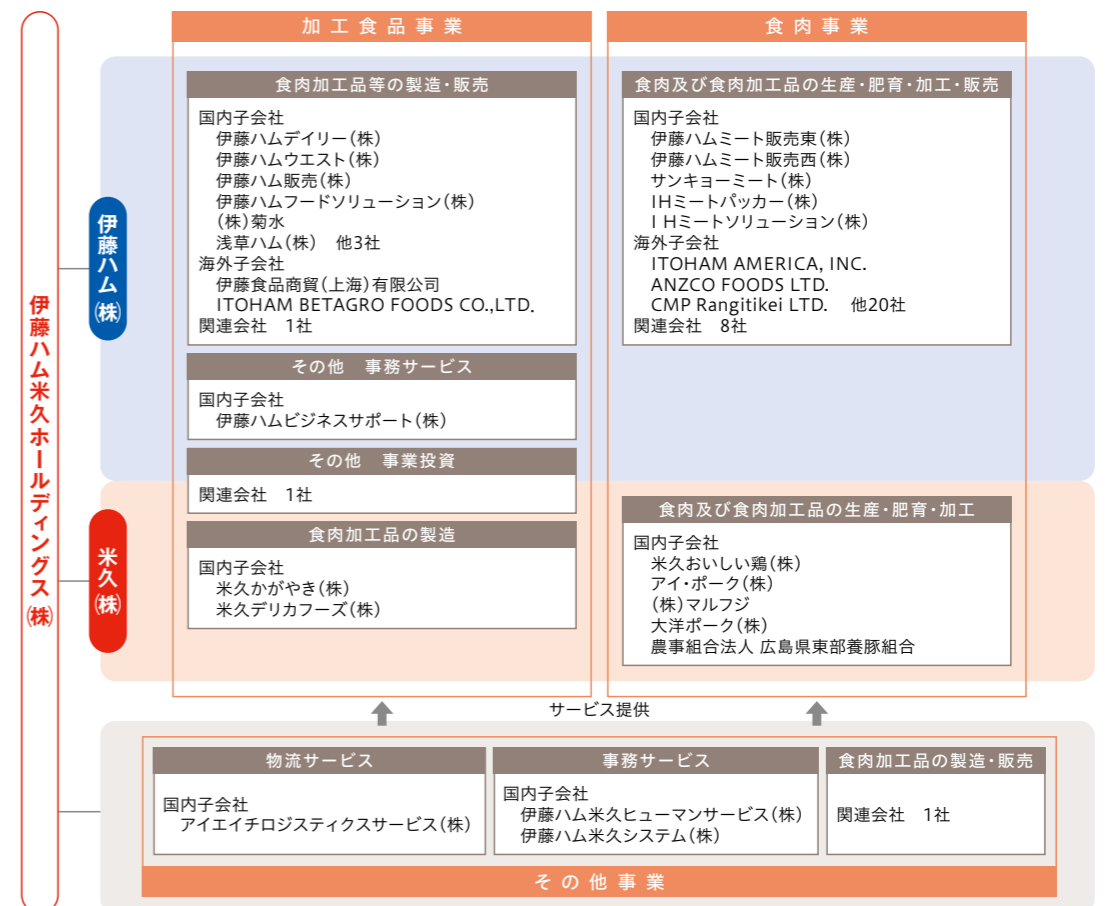 伊藤ハム米久ホールディングス(株)
加工食品事業
食肉事業
伊藤ハム(株)
食肉加工品等の製造・販売
国内子会社
伊藤ハムデイリー(株)
伊藤ハムウエスト(株)
伊藤ハム販売(株)
伊藤ハムフードソリューション(株)
(株)菊水
浅草ハム(株) 他3社
海外子会社
伊藤食品商貿(上海)有限公司
ITOHAM BETAGRO FOODS CO.,LTD.
関連会社 1社
その他 事務サービス
国内子会社
伊藤ハムビジネスサポート(株)
その他 事業投資
関連会社 1社
食肉及び食肉加工品の生産・肥育・加工・販売
国内子会社
伊藤ハムミート販売東(株)
伊藤ハムミート販売西(株)
サンキョーミート(株)
IHミートパッカー(株)
I Hミートソリューション(株)
海外子会社
ITOHAM AMERICA, INC.
ANZCO FOODS LTD.
CMP Rangitikei LTD. 他20社
関連会社 8社
米久(株)
食肉加工品の製造
国内子会社
米久かがやき(株)
米久デリカフーズ(株)
食肉及び食肉加工品の生産・肥育・加工
国内子会社
米久おいしい鶏(株)
アイ・ポーク(株)
(株)マルフジ
大洋ポーク(株)
農事組合法人 広島県東部養豚組合
サービス提供
物流サービス
国内子会社
アイエイチロジスティクスサービス(株)
事務サービス
国内子会社
伊藤ハム米久ヒューマンサービス(株)
伊藤ハム米久システム(株)
食肉加工品の製造・販売
関連会社 1社
その他事業